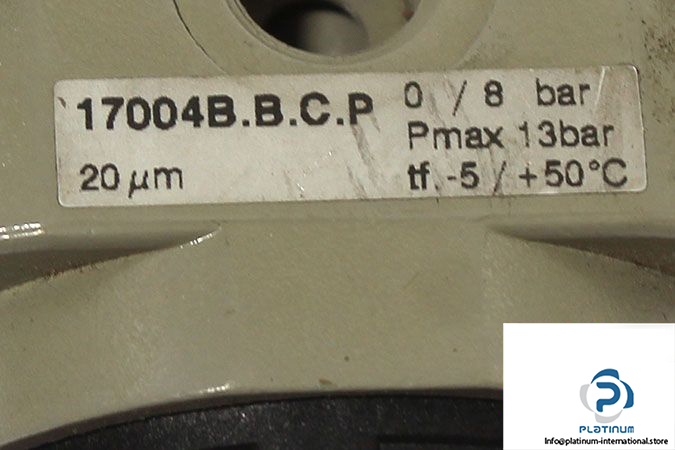 17004B.B.C.P
20 µm
0 / 8 bar
Pmax 13bar
tf. -5 / +50°C
PLATINUM
Info@platinum-international.store